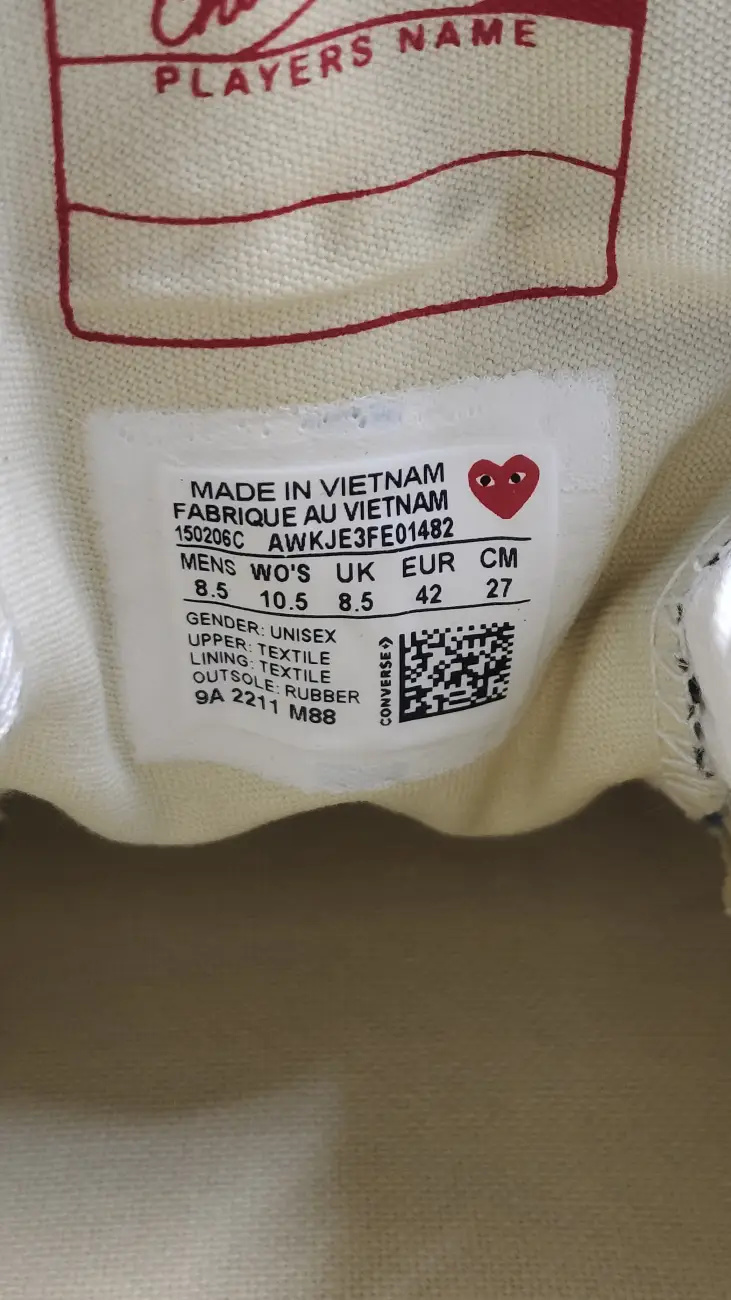 PLAYERS NAME
MADE IN VIETNAM
FABRIQUE AU VIETNAM
150206C AWKJE3FE01482
MENS WO'S UK EUR CM
8.5 10.5 8.5 42 27
GENDER: UNISEX
UPPER: TEXTILE
LINING: TEXTILE
OUTSOLE: RUBBER
9A 2211 M88
CONVERSE